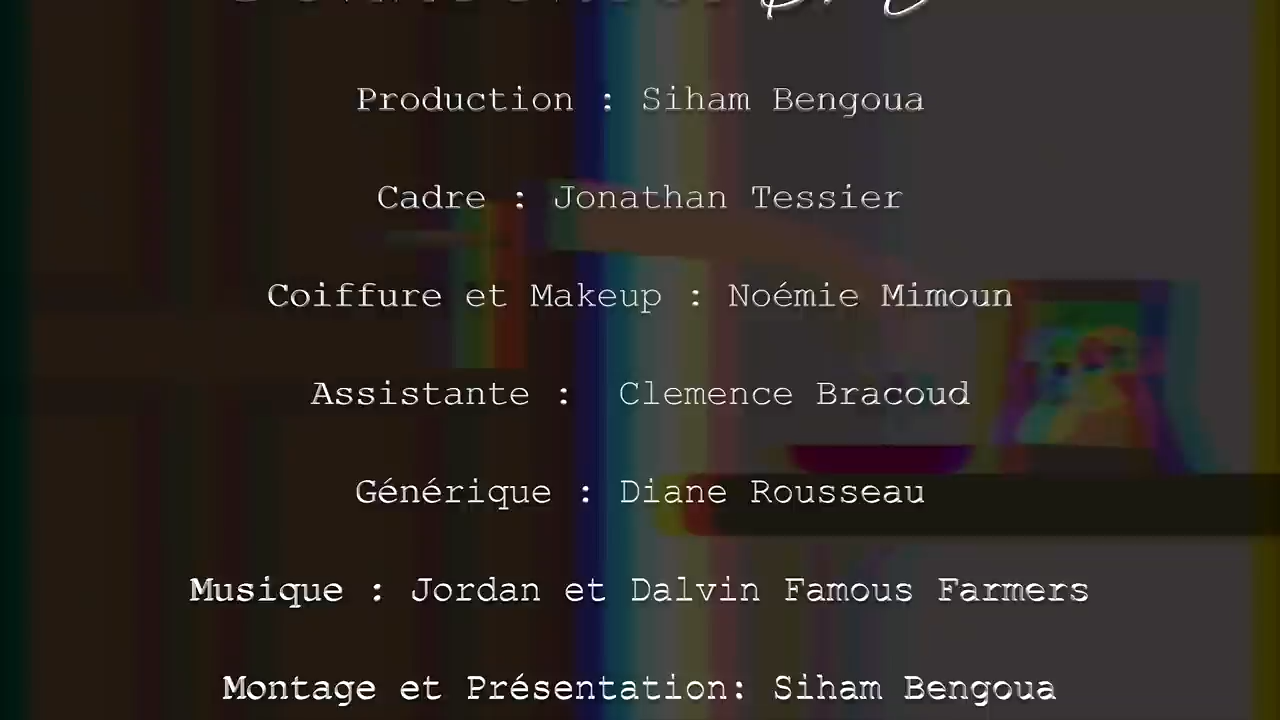 Production : Siham Bengoua
Cadre : Jonathan Tessier
Coiffure et Makeup : Noémie Mimoun
Assistante :  Clemence Bracoud
Générique : Diane Rousseau
Musique : Jordan et Dalvin Famous Farmers
Montage et Présentation: Siham Bengoua